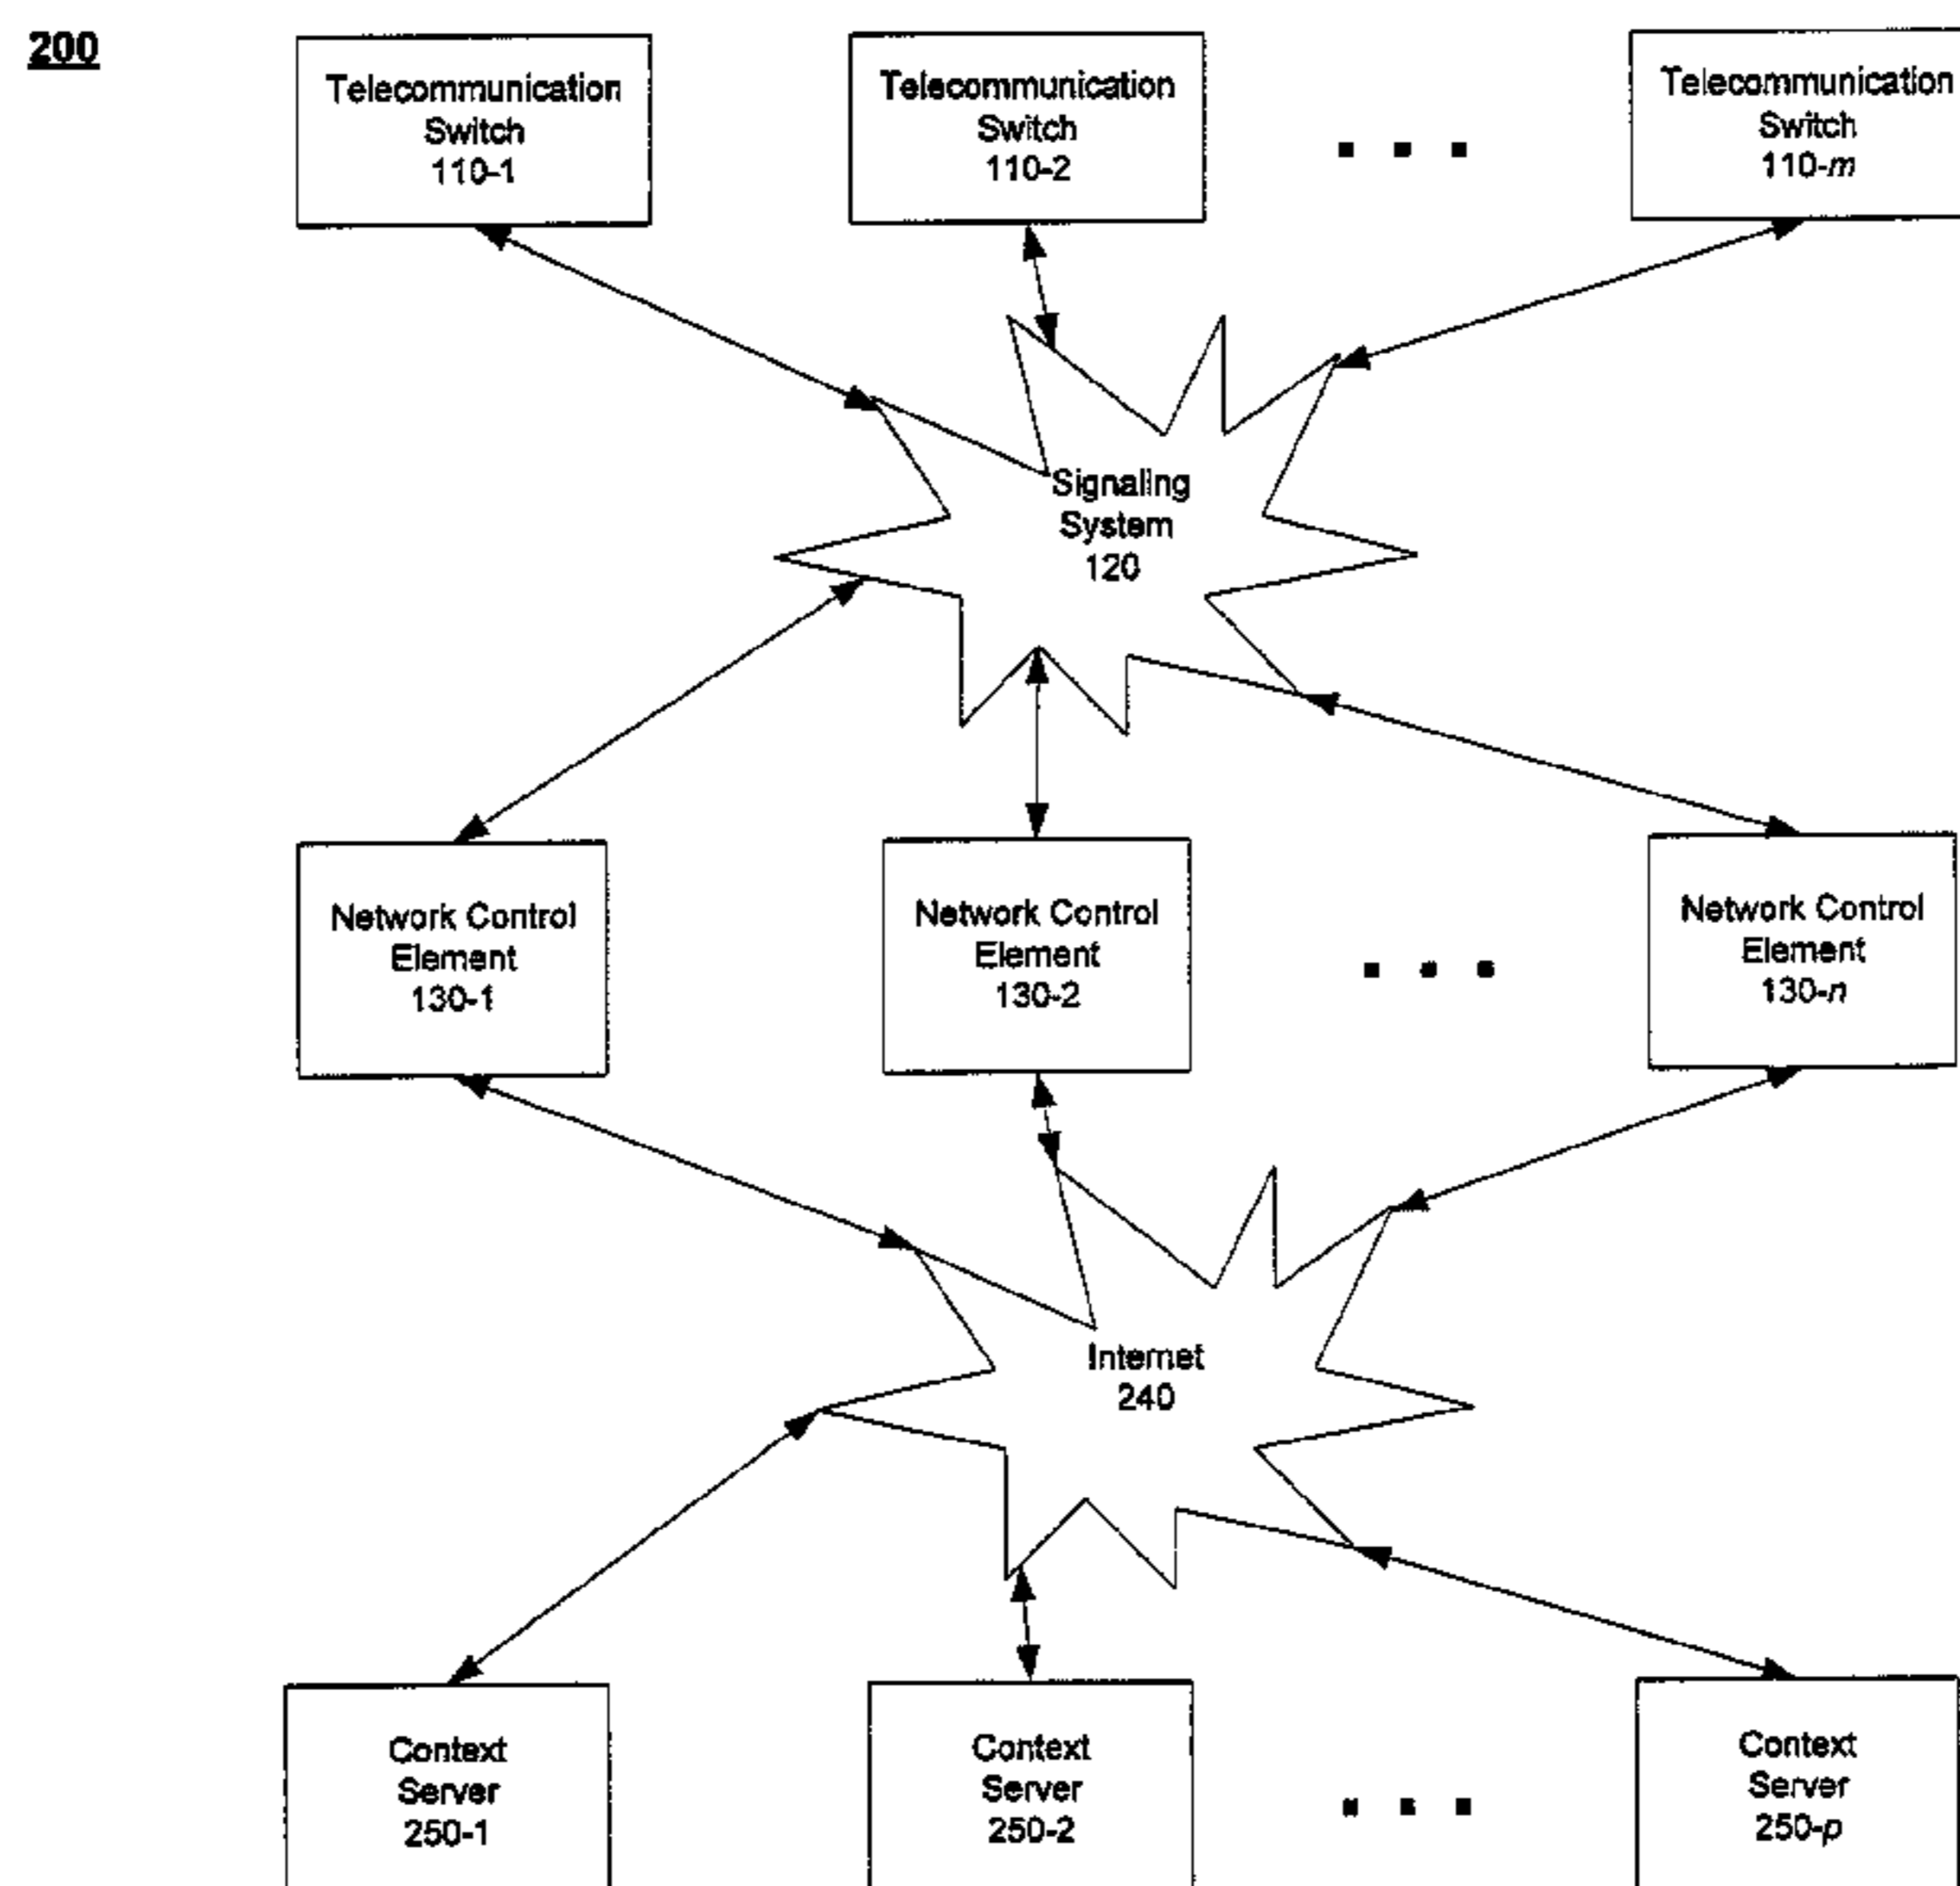 200
Telecommunication
Switch
110-1
Telecommunication
Switch
110-2
Telecommunication
Switch
110-m
Signaling
System
120
Network Control
Element
130-1
Network Control
Element
130-2
Network Control
Element
130-n
Internet
240
Context
Server
250-1
Context
Server
250-2
Context
Server
250-p